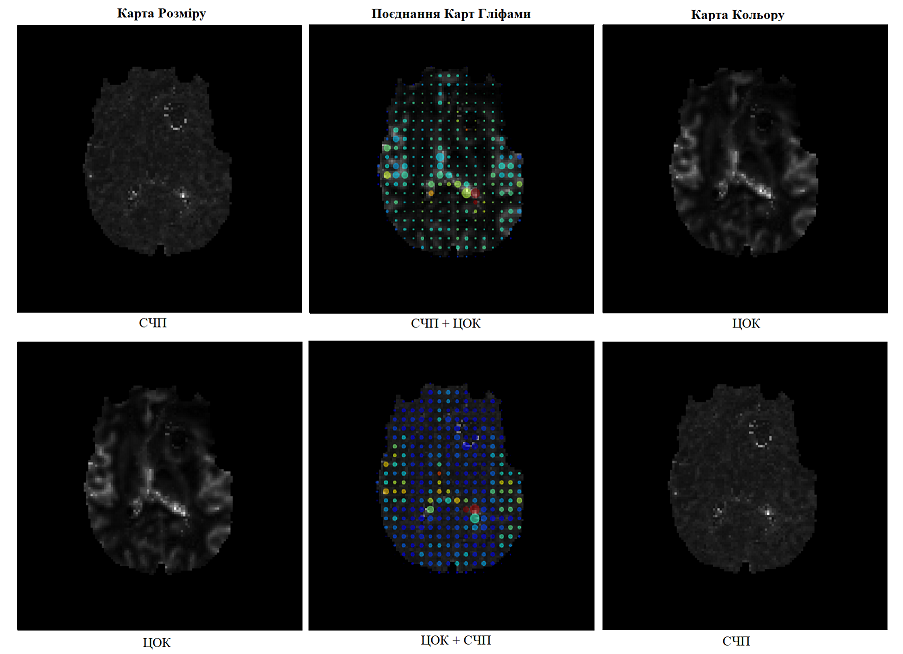 Карта Розміру
Поєднання Карт Гліфами
Карта Кольору
СЧП
СЧП + ЦОК
ЦОК
ЦОК
ЦОК + СЧП
СЧП